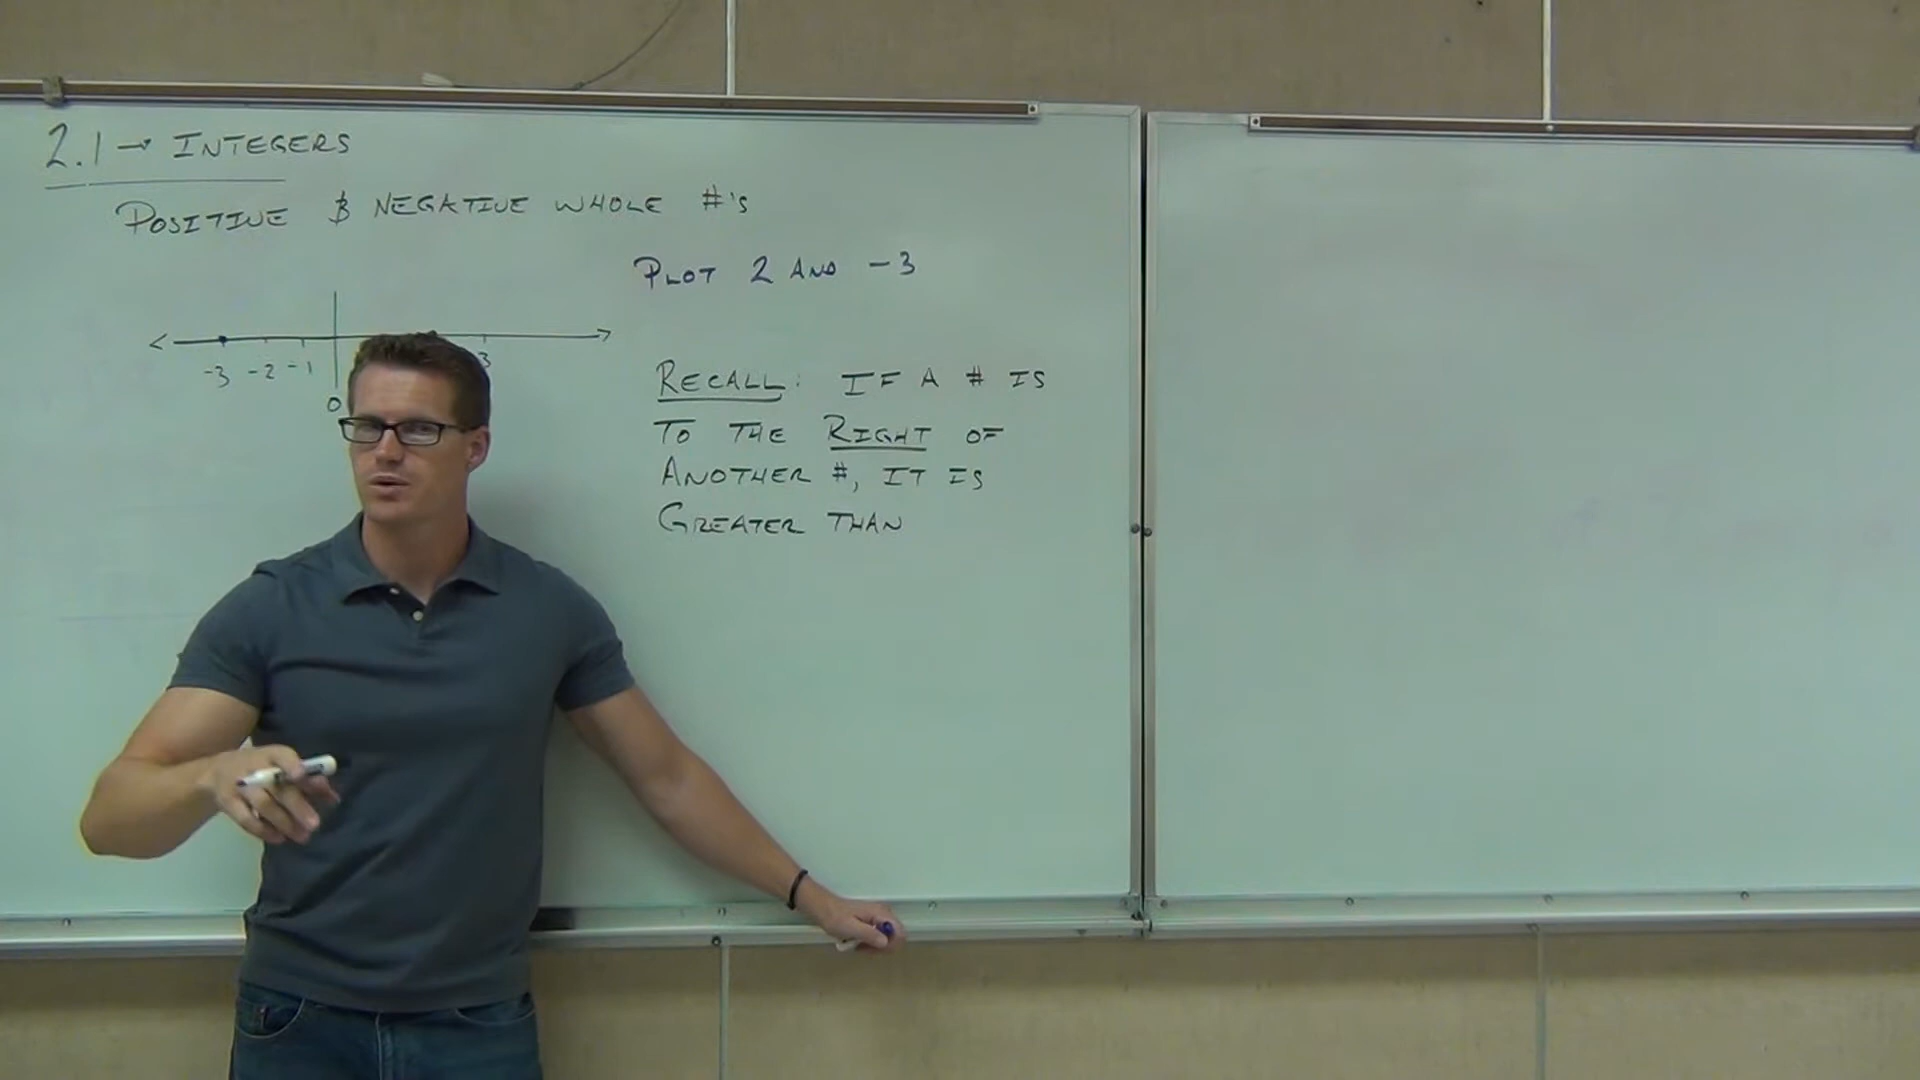 2.1 → INTEGERS
POSITIVE & NEGATIVE WHOLE #'S
PLOT 2 AND -3
-3 -2 -1 3
0
RECALL: IF A # IS
TO THE RIGHT OF
ANOTHER #, IT IS
GREATER THAN